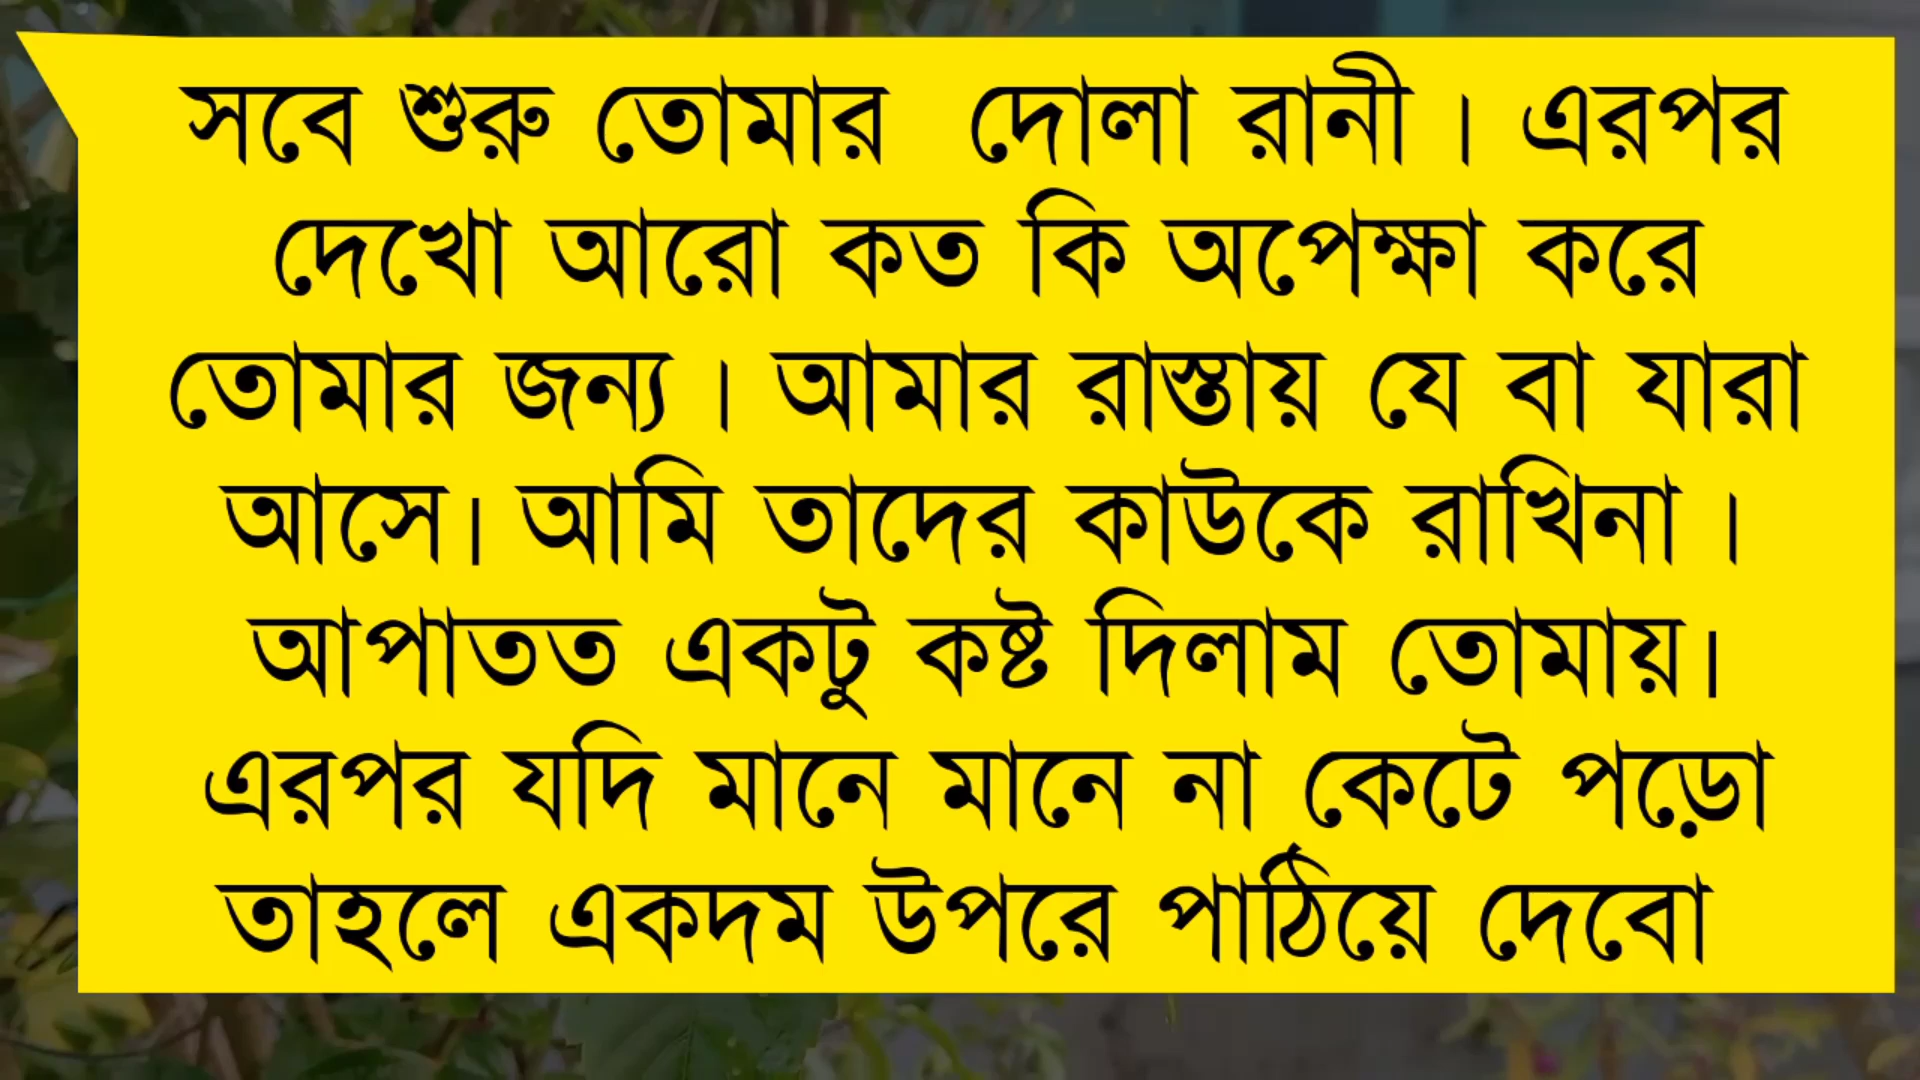 সবে শুরু তোমার  দোলা রানী । এরপর
দেখো আরো কত কি অপেক্ষা করে
তোমার জন্য । আমার রাস্তায় যে বা যারা
আসে। আমি তাদের কাউকে রাখিনা ।
আপাতত একটু কষ্ট দিলাম তোমায়।
এরপর যদি মানে মানে না কেটে পড়ো
তাহলে একদম উপরে পাঠিয়ে দেবো